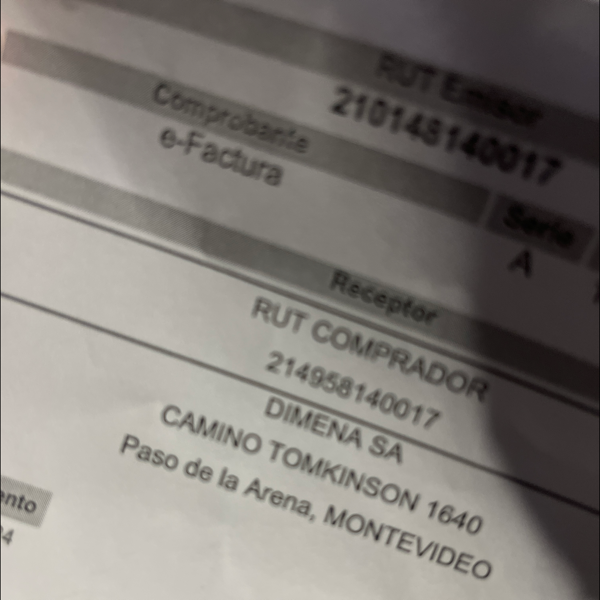 RUT Emisor
210148140017
Comprobante
e-Factura
Serie
A
Receptor
RUT COMPRADOR
214958140017
DIMENA SA
CAMINO TOMKINSON 1640
Paso de la Arena, MONTEVIDEO